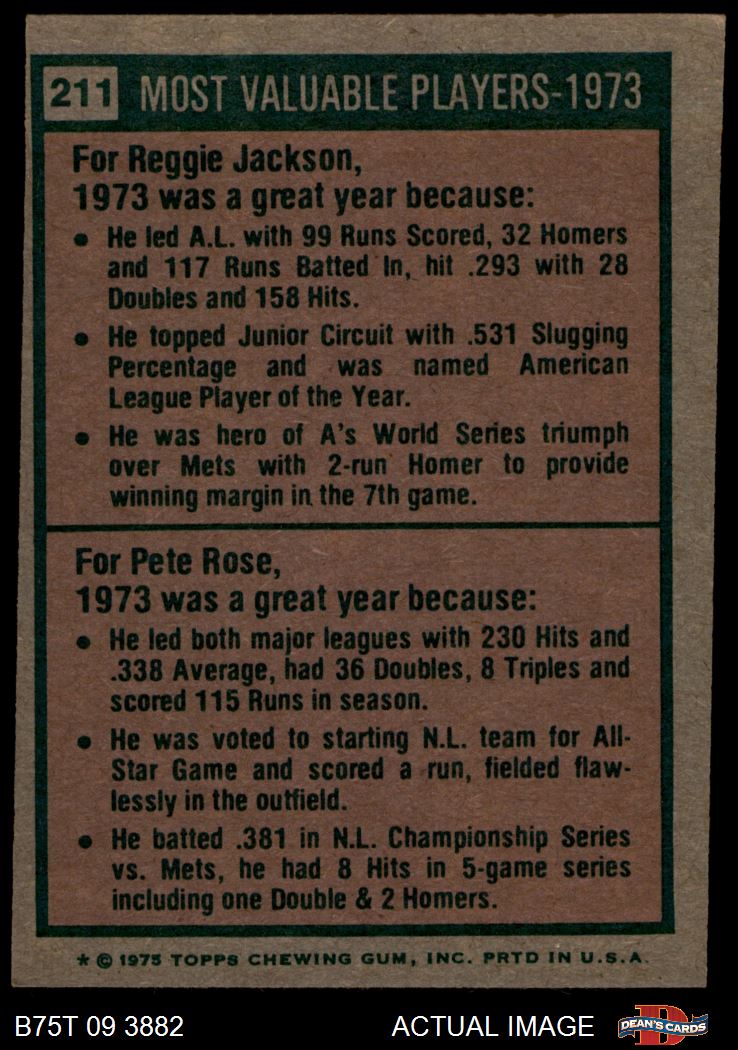 211 MOST VALUABLE PLAYERS-1973
For Reggie Jackson,
1973 was a great year because:
• He led A.L. with 99 Runs Scored, 32 Homers
and 117 Runs Batted In, hit .293 with 28
Doubles and 158 Hits.
• He topped Junior Circuit with .531 Slugging
Percentage and was named American
League Player of the Year.
• He was hero of A's World Series triumph
over Mets with 2-run Homer to provide
winning margin in the 7th game.
For Pete Rose,
1973 was a great year because:
• He led both major leagues with 230 Hits and
.338 Average, had 36 Doubles, 8 Triples and
scored 115 Runs in season.
• He was voted to starting N.L. team for All-
Star Game and scored a run, fielded flaw-
lessly in the outfield.
• He batted .381 in N.L. Championship Series
vs. Mets, he had 8 Hits in 5-game series
including one Double & 2 Homers.
* © 1975 TOPPS CHEWING GUM, INC. PRTD IN U.S.A.
B75T 09 3882 ACTUAL IMAGE D DEAN'S CARDS